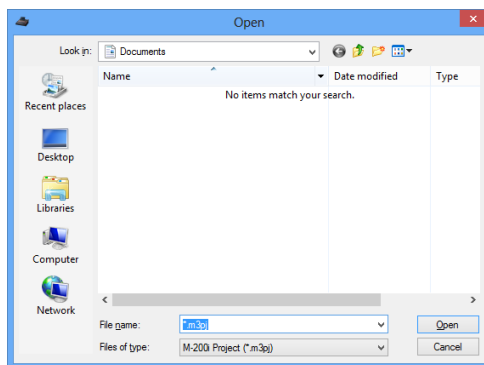 Open
Look in: Documents
Name Date modified Type
No items match your search.
Recent places
Desktop
Libraries
Computer
Network
File name: *.m3pj Open
Files of type: M-200i Project (*.m3pj) Cancel